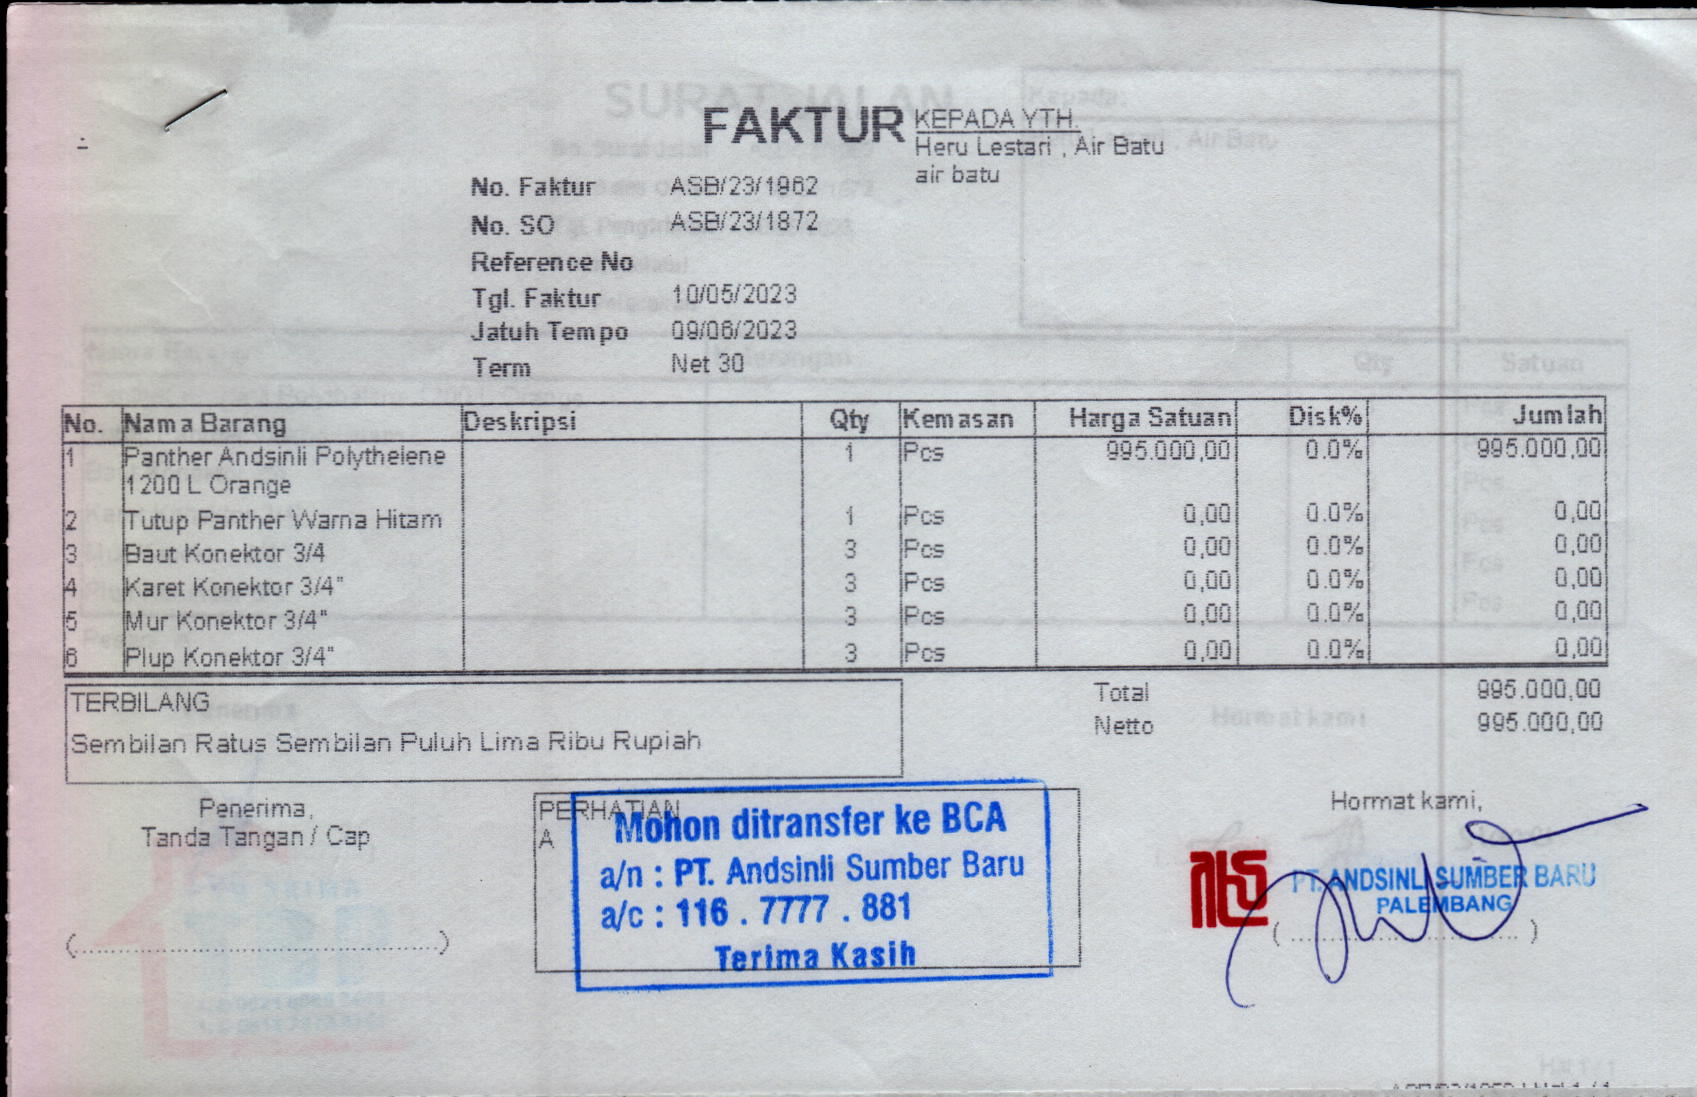 FAKTUR
KEPADA YTH.
Heru Lestari , Air Batu
air batu
No. Faktur ASB/23/1962
No. SO ASB/23/1872
Reference No
Tgl. Faktur 10/05/2023
Jatuh Tempo 09/06/2023
Term Net 30
No. Nama Barang Deskripsi Qty Kemasan Harga Satuan Disk% Jumlah
1 Panther Andsinli Polythelene 1 Pcs 995.000,00 0.0% 995.000,00
1200 L Orange
2 Tutup Panther Warna Hitam 1 Pcs 0,00 0.0% 0,00
3 Baut Konektor 3/4 3 Pcs 0,00 0.0% 0,00
4 Karet Konektor 3/4" 3 Pcs 0,00 0.0% 0,00
5 Mur Konektor 3/4" 3 Pcs 0,00 0.0% 0,00
6 Plup Konektor 3/4" 3 Pcs 0,00 0.0% 0,00
TERBILANG
Sembilan Ratus Sembilan Puluh Lima Ribu Rupiah
Total 995.000,00
Netto 995.000,00
Penerima,
Tanda Tangan / Cap
(........................................)
PERHATIAN
A
Mohon ditransfer ke BCA
a/n : PT. Andsinli Sumber Baru
a/c : 116 . 7777 . 881
Terima Kasih
Hormat kami,
PT. ANDSINLI SUMBER BARU
PALEMBANG
(........................................)